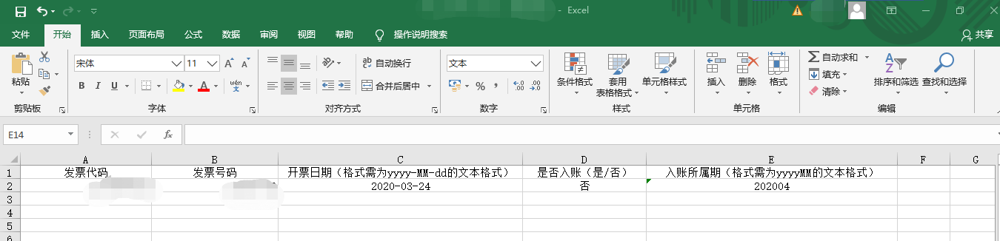 - Excel
文件 开始 插入 页面布局 公式 数据 审阅 视图 帮助 操作说明搜索 共享
宋体 11 自动换行 文本 自动求和
粘贴 条件格式 套用 单元格样式 插入 删除 格式 填充 排序和筛选 查找和选择
B I U A wén 合并后居中 % 表格格式 清除
剪贴板 字体 对齐方式 数字 样式 单元格 编辑
E14 fx
A B C D E F G
1 发票代码 发票号码 开票日期（格式需为yyyy-MM-dd的文本格式） 是否入账（是/否） 入账所属期（格式需为yyyyMM的文本格式）
2 2020-03-24 否 202004
3
4
5
6